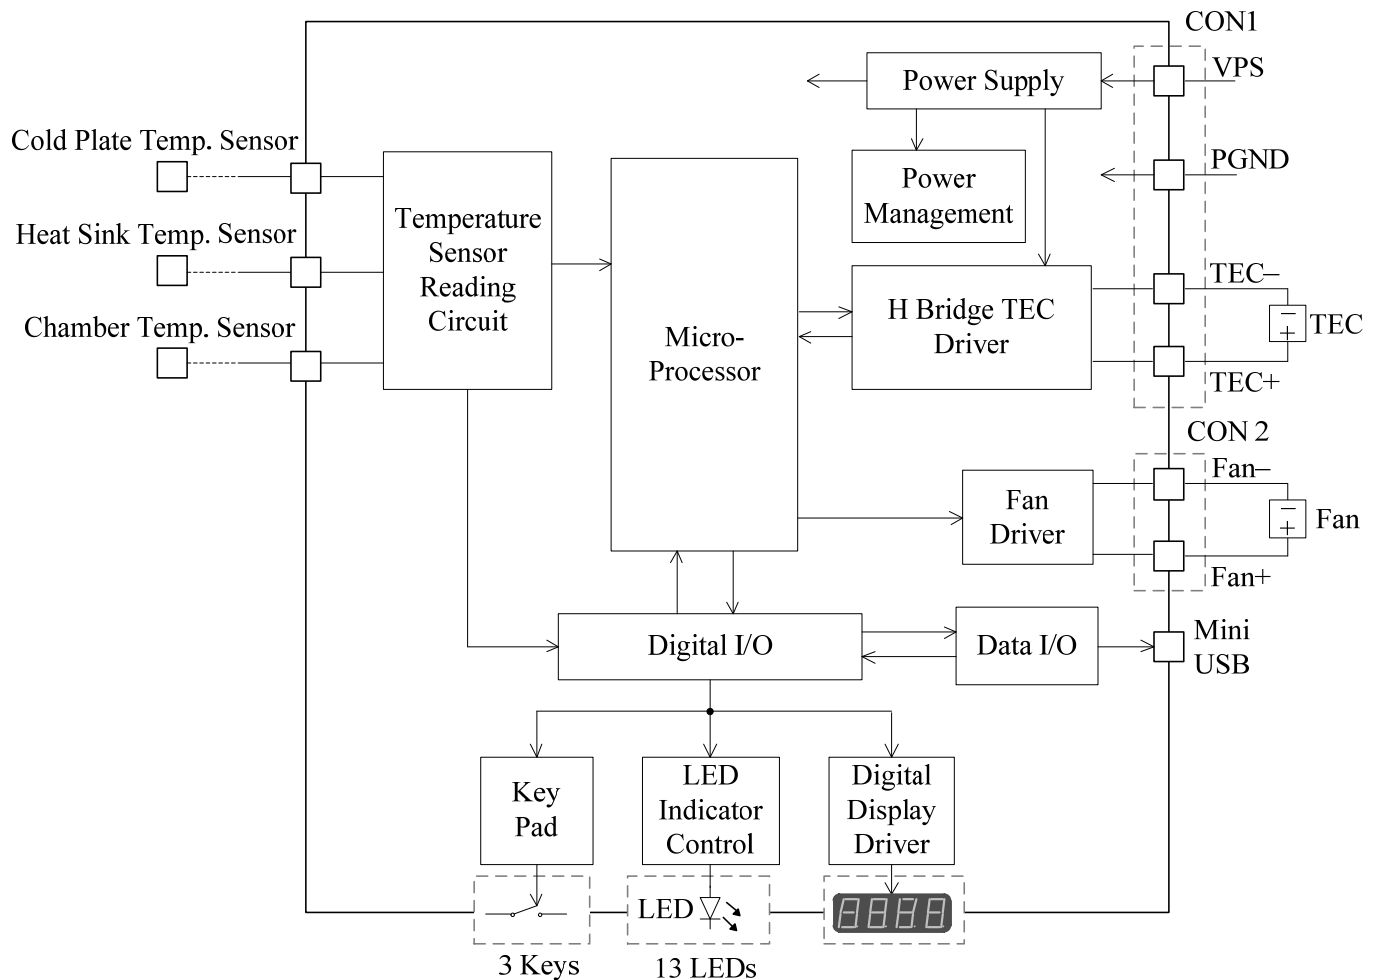 CON1
VPS
Power Supply
Cold Plate Temp. Sensor
PGND
Power
Management
Temperature
Sensor
Reading
Circuit
Heat Sink Temp. Sensor
TEC–
H Bridge TEC
Driver
TEC
Chamber Temp. Sensor
Micro-
Processor
TEC+
CON 2
Fan–
Fan
Driver
Fan
Fan+
Digital I/O
Data I/O
Mini
USB
Key
Pad
LED
Indicator
Control
Digital
Display
Driver
LED
8888
3 Keys
13 LEDs